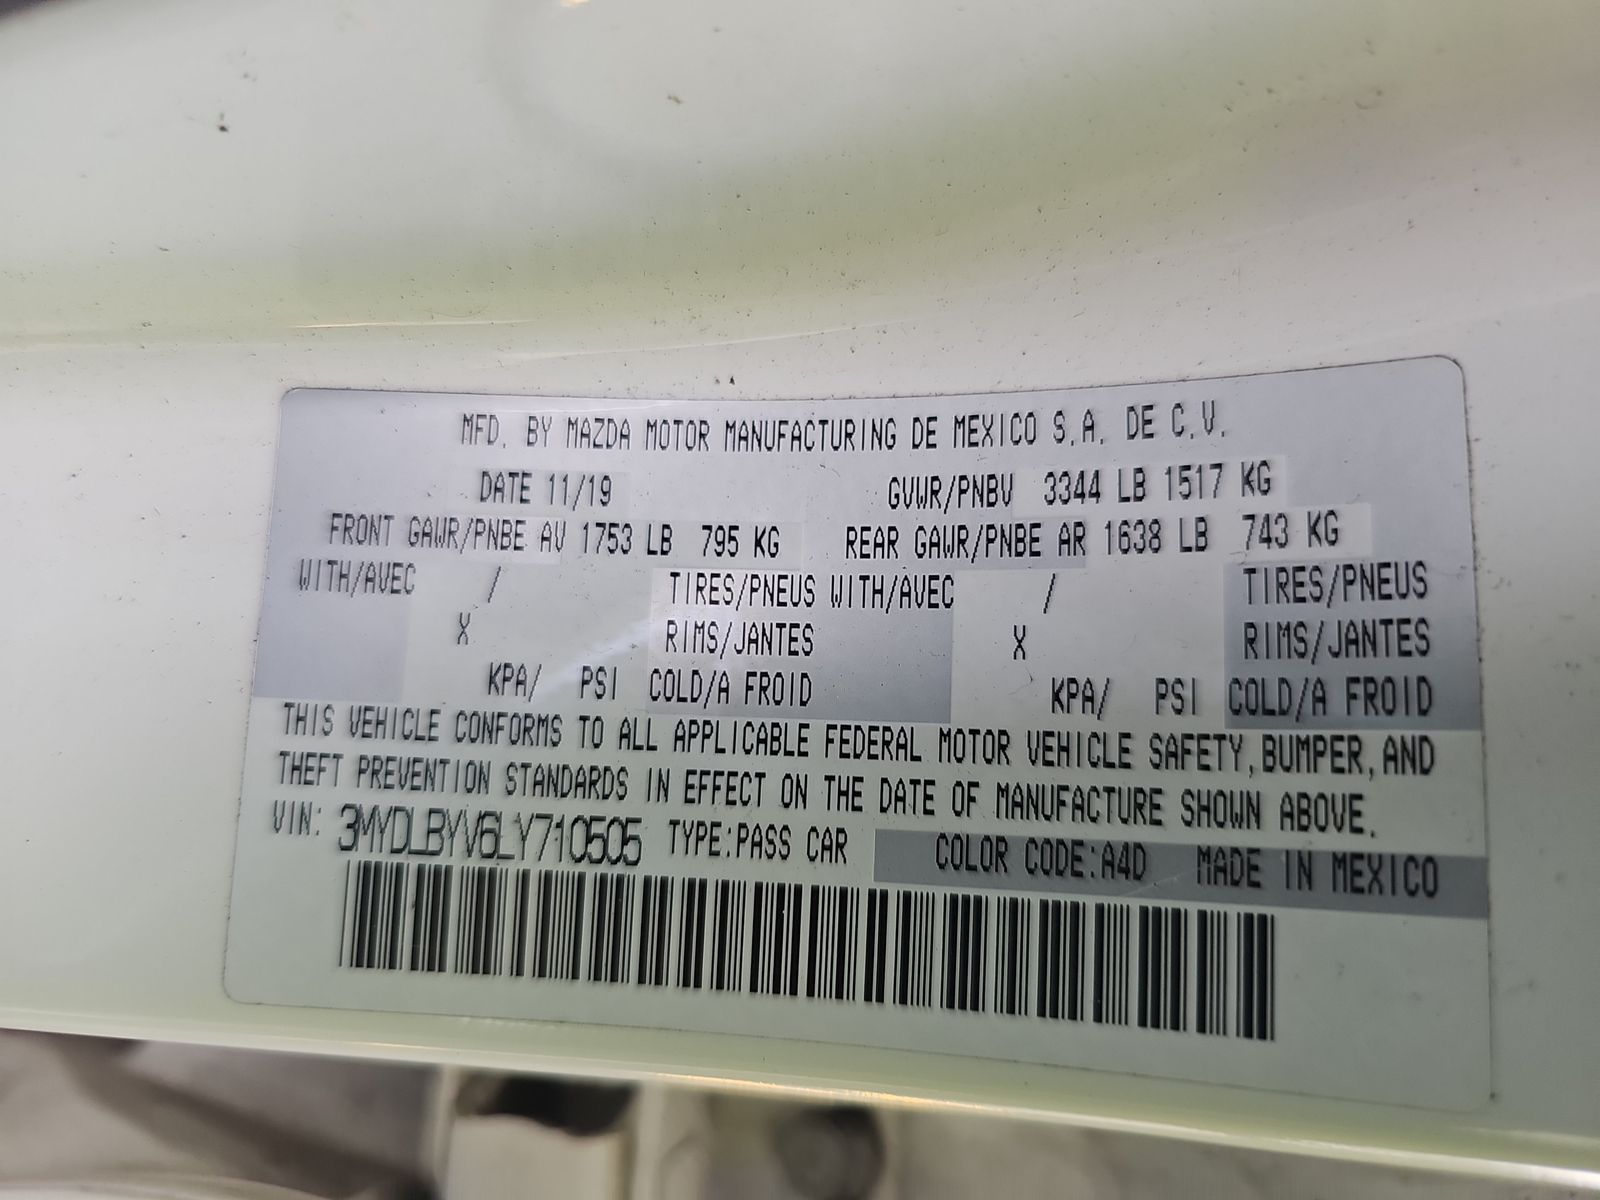 MFD. BY MAZDA MOTOR MANUFACTURING DE MEXICO S.A. DE C.V.
DATE 11/19 GVWR/PNBV 3344 LB 1517 KG
FRONT GAWR/PNBE AV 1753 LB 795 KG REAR GAWR/PNBE AR 1638 LB 743 KG
WITH/AVEC / TIRES/PNEUS WITH/AVEC / TIRES/PNEUS
X RIMS/JANTES X RIMS/JANTES
KPA/ PSI COLD/A FROID KPA/ PSI COLD/A FROID
THIS VEHICLE CONFORMS TO ALL APPLICABLE FEDERAL MOTOR VEHICLE SAFETY, BUMPER, AND
THEFT PREVENTION STANDARDS IN EFFECT ON THE DATE OF MANUFACTURE SHOWN ABOVE.
VIN: 3MYDLBYV6LY710505 TYPE:PASS CAR COLOR CODE:A4D MADE IN MEXICO